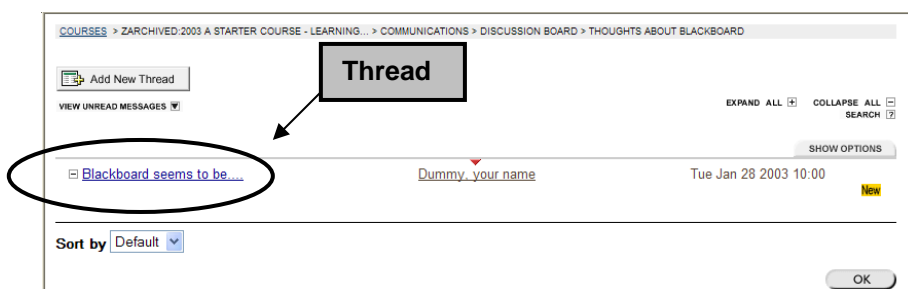 COURSES > ZARCHIVED:2003 A STARTER COURSE - LEARNING... > COMMUNICATIONS > DISCUSSION BOARD > THOUGHTS ABOUT BLACKBOARD
Thread
Add New Thread
VIEW UNREAD MESSAGES
EXPAND ALL + COLLAPSE ALL -
SEARCH ?
SHOW OPTIONS
Blackboard seems to be.... Dummy, your name Tue Jan 28 2003 10:00
New
Sort by Default
OK